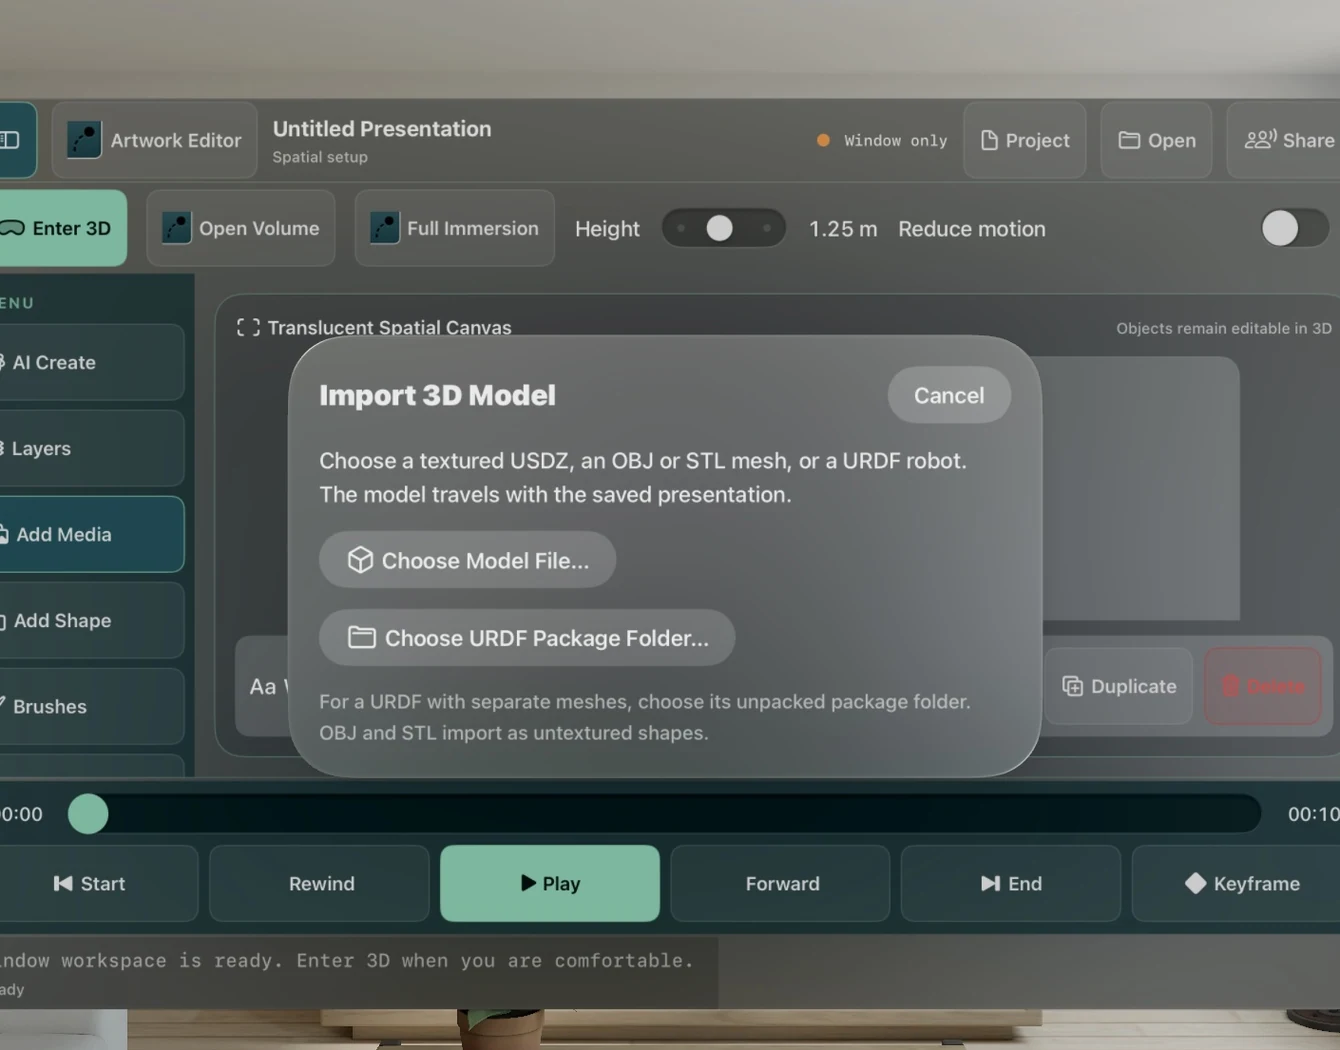 Artwork Editor
Untitled Presentation
Spatial setup
Window only
Project
Open
Share
Enter 3D
Open Volume
Full Immersion
Height
1.25 m
Reduce motion
Translucent Spatial Canvas
Objects remain editable in 3D
AI Create
Layers
Add Media
Add Shape
Brushes
Import 3D Model
Cancel
Choose a textured USDZ, an OBJ or STL mesh, or a URDF robot.
The model travels with the saved presentation.
Choose Model File...
Choose URDF Package Folder...
For a URDF with separate meshes, choose its unpacked package folder.
OBJ and STL import as untextured shapes.
Aa
Duplicate
Delete
00:10
Start
Rewind
Play
Forward
End
Keyframe
workspace is ready. Enter 3D when you are comfortable.